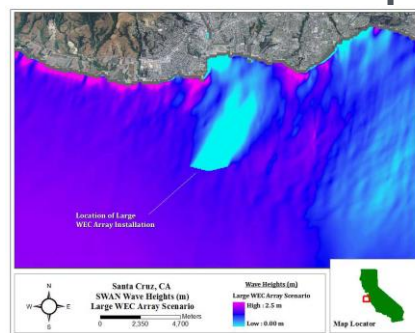 Location of Large
WEC Array Installation
N
W
E
S
Santa Cruz, CA
SWAN Wave Heights (m)
Large WEC Array Scenario
Meters
0 2,350 4,700
Wave Heights (m)
Large WEC Array Scenario
High : 2.5 m
Low : 0.00 m
Map Locator